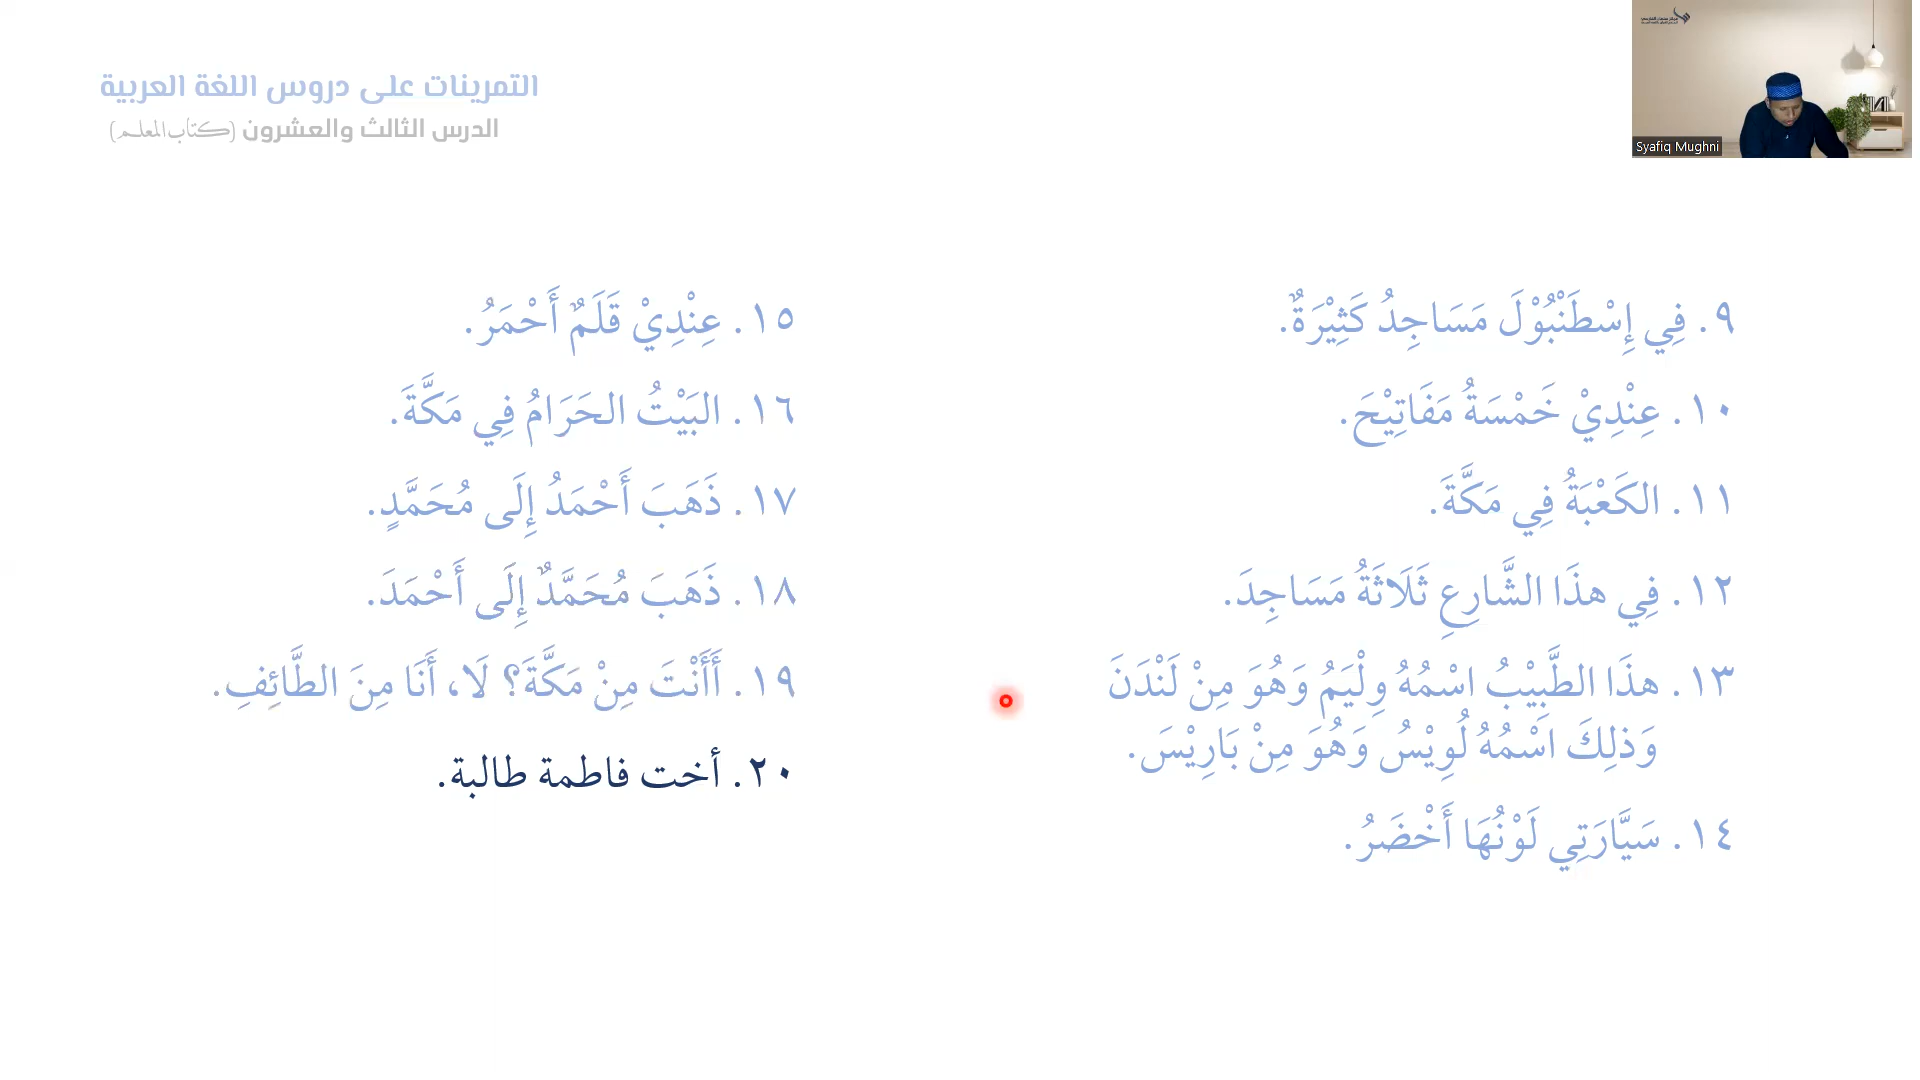 التمرينات على دروس اللغة العربية
الدرس الثالث والعشرون (كتاب المعلم)
Syafiq Mughni
٩. فِي إِسْطَنْبُوْلَ مَسَاجِدُ كَثِيْرَةٌ.
١٠. عِنْدِيْ خَمْسَةُ مَفَاتِيْحَ.
١١. الكَعْبَةُ فِي مَكَّةَ.
١٢. فِي هذَا الشَّارِعِ ثَلَاثَةُ مَسَاجِدَ.
١٣. هذَا الطَّبِيْبُ اسْمُهُ وِلْيَمُ وَهُوَ مِنْ لَنْدَنَ
وَذلِكَ اسْمُهُ لُوِيْسُ وَهُوَ مِنْ بَارِيْسَ.
١٤. سَيَّارَتِي لَوْنُهَا أَخْضَرُ.
١٥. عِنْدِيْ قَلَمٌ أَحْمَرُ.
١٦. البَيْتُ الحَرَامُ فِي مَكَّةَ.
١٧. ذَهَبَ أَحْمَدُ إِلَى مُحَمَّدٍ.
١٨. ذَهَبَ مُحَمَّدٌ إِلَى أَحْمَدَ.
١٩. أَأَنْتَ مِنْ مَكَّةَ؟ لَا، أَنَا مِنَ الطَّائِفِ.
٢٠. أخت فاطمة طالبة.